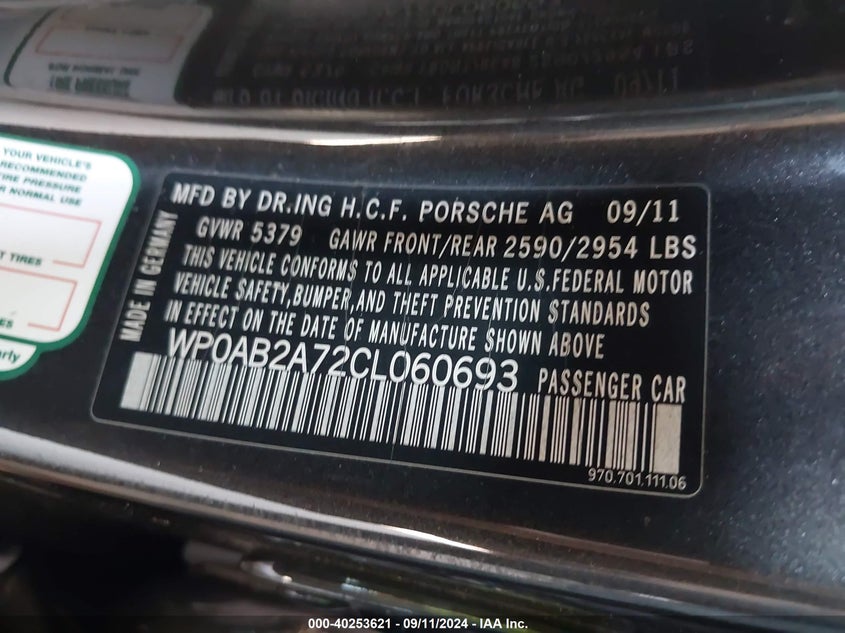 YOUR VEHICLE'S
RECOMMENDED
TIRE PRESSURE
NORMAL USE
TIRES
MADE IN GERMANY
MFD BY DR.ING H.C.F. PORSCHE AG 09/11
GVWR 5379 GAWR FRONT/REAR 2590/2954 LBS
THIS VEHICLE CONFORMS TO ALL APPLICABLE U.S.FEDERAL MOTOR
VEHICLE SAFETY,BUMPER,AND THEFT PREVENTION STANDARDS
IN EFFECT ON THE DATE OF MANUFACTURE SHOWN ABOVE
WP0AB2A72CL060693 PASSENGER CAR
970.701.111.06
000-40253621 - 09/11/2024 - IAA Inc.